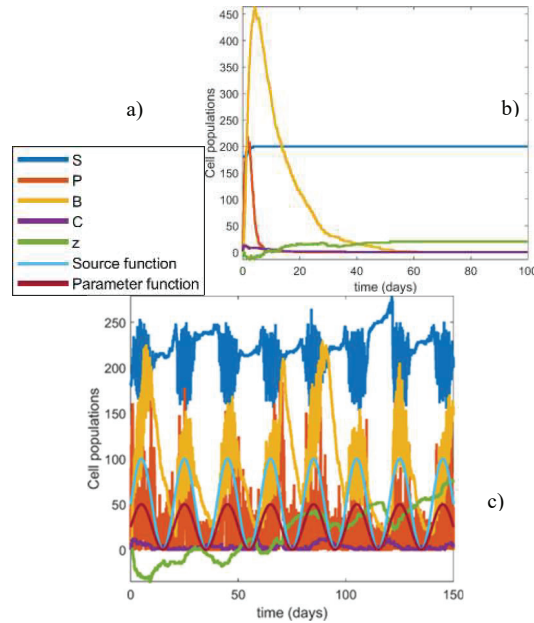 a)
b)
450
400
350
300
250
200
150
100
50
0
Cell populations
0 20 40 60 80 100
time (days)
S
P
B
C
z
Source function
Parameter function
250
200
150
100
50
0
Cell populations
0 50 100 150
time (days)
c)